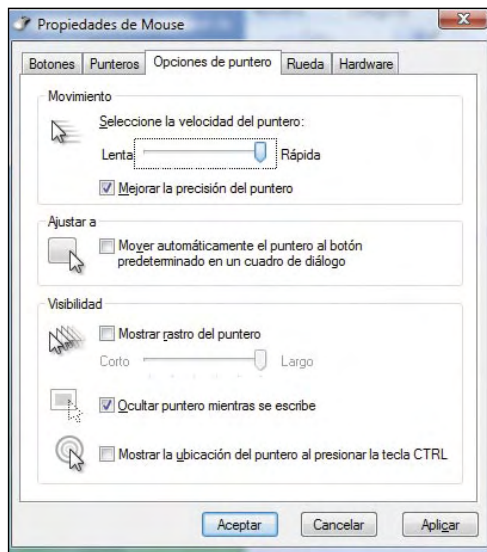 Propiedades de Mouse
Botones Punteros Opciones de puntero Rueda Hardware
Movimiento
Seleccione la velocidad del puntero:
Lenta Rápida
Mejorar la precisión del puntero
Ajustar a
Mover automáticamente el puntero al botón
predeterminado en un cuadro de diálogo
Visibilidad
Mostrar rastro del puntero
Corto Largo
Ocultar puntero mientras se escribe
Mostrar la ubicación del puntero al presionar la tecla CTRL
Aceptar Cancelar Aplicar